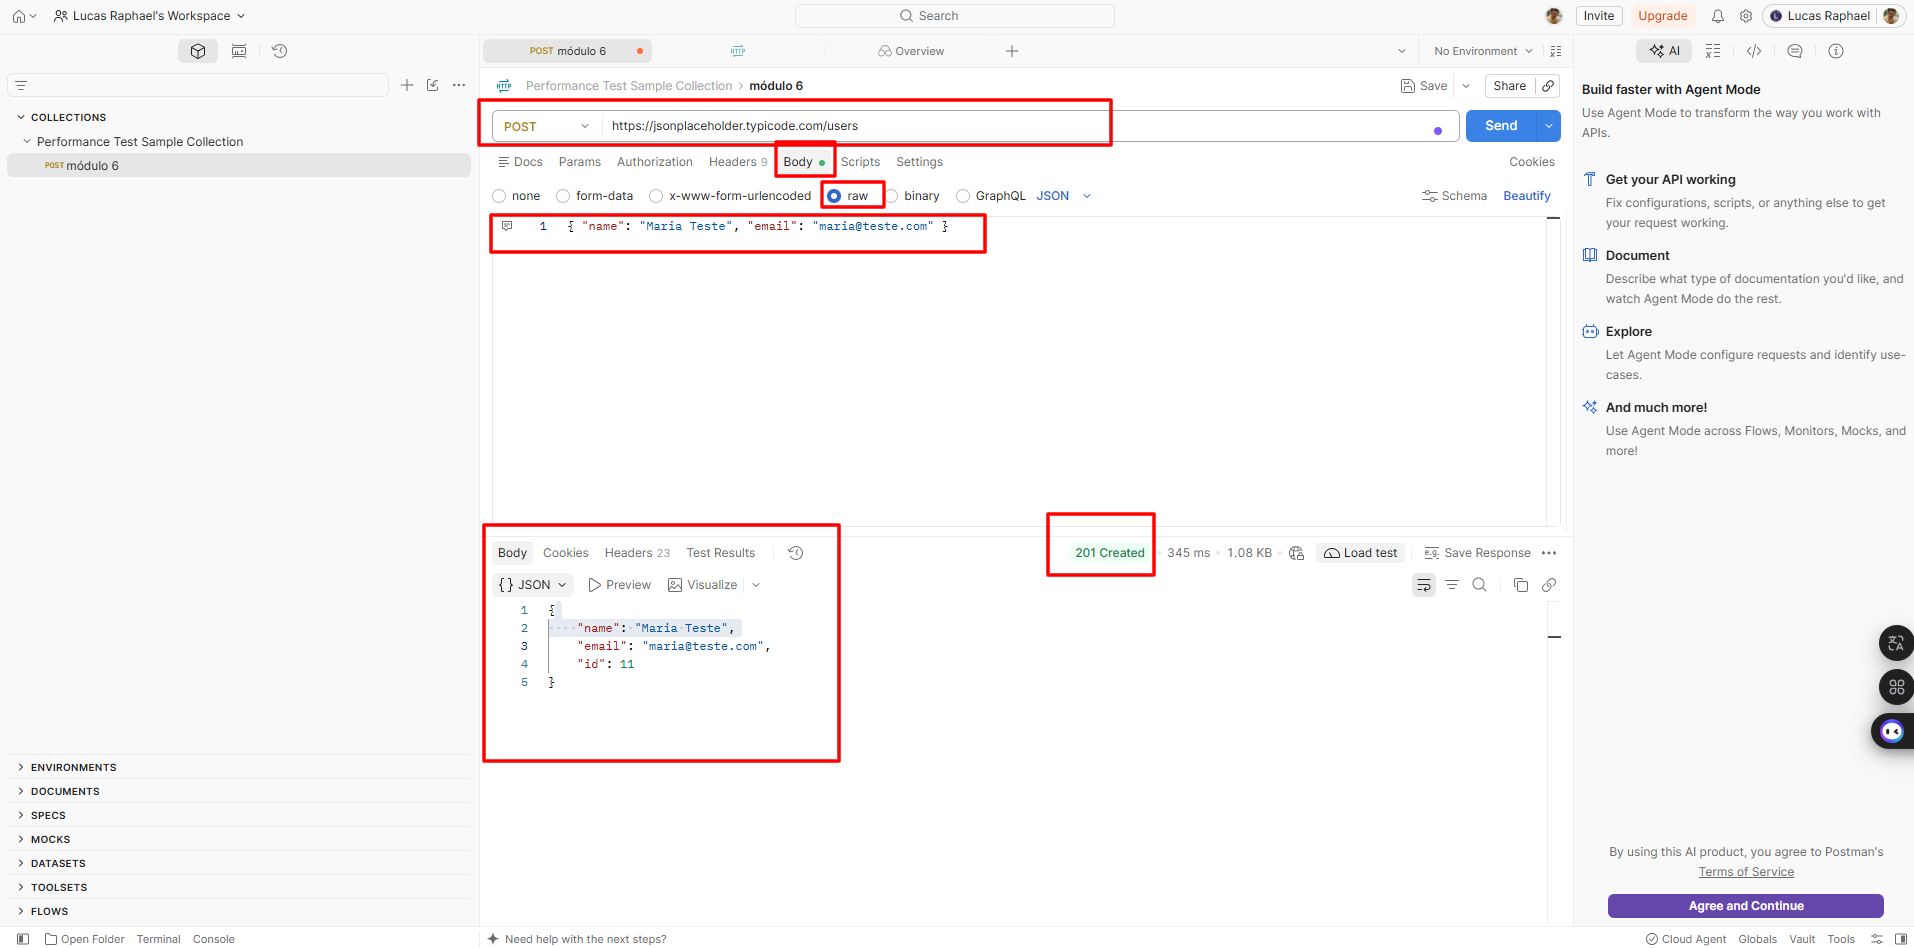 Lucas Raphael's Workspace
Search
Invite
Upgrade
Lucas Raphael
POST módulo 6
HTTP
Overview
No Environment
AI
HTTP Performance Test Sample Collection > módulo 6
Save
Share
POST
https://jsonplaceholder.typicode.com/users
Send
Docs
Params
Authorization
Headers 9
Body
Scripts
Settings
Cookies
none
form-data
x-www-form-urlencoded
raw
binary
GraphQL
JSON
Schema
Beautify
1 { "name": "Maria Teste", "email": "maria@teste.com" }
COLLECTIONS
Performance Test Sample Collection
POST módulo 6
ENVIRONMENTS
DOCUMENTS
SPECS
MOCKS
DATASETS
TOOLSETS
FLOWS
Body
Cookies
Headers 23
Test Results
201 Created
345 ms
1.08 KB
Load test
e.g. Save Response
{} JSON
Preview
Visualize
1 {
2 "name": "Maria Teste",
3 "email": "maria@teste.com",
4 "id": 11
5 }
Build faster with Agent Mode
Use Agent Mode to transform the way you work with
APIs.
Get your API working
Fix configurations, scripts, or anything else to get
your request working.
Document
Describe what type of documentation you'd like, and
watch Agent Mode do the rest.
Explore
Let Agent Mode configure requests and identify use-
cases.
And much more!
Use Agent Mode across Flows, Monitors, Mocks, and
more!
By using this AI product, you agree to Postman's
Terms of Service
Agree and Continue
Open Folder
Terminal
Console
Need help with the next steps?
Cloud Agent
Globals
Vault
Tools